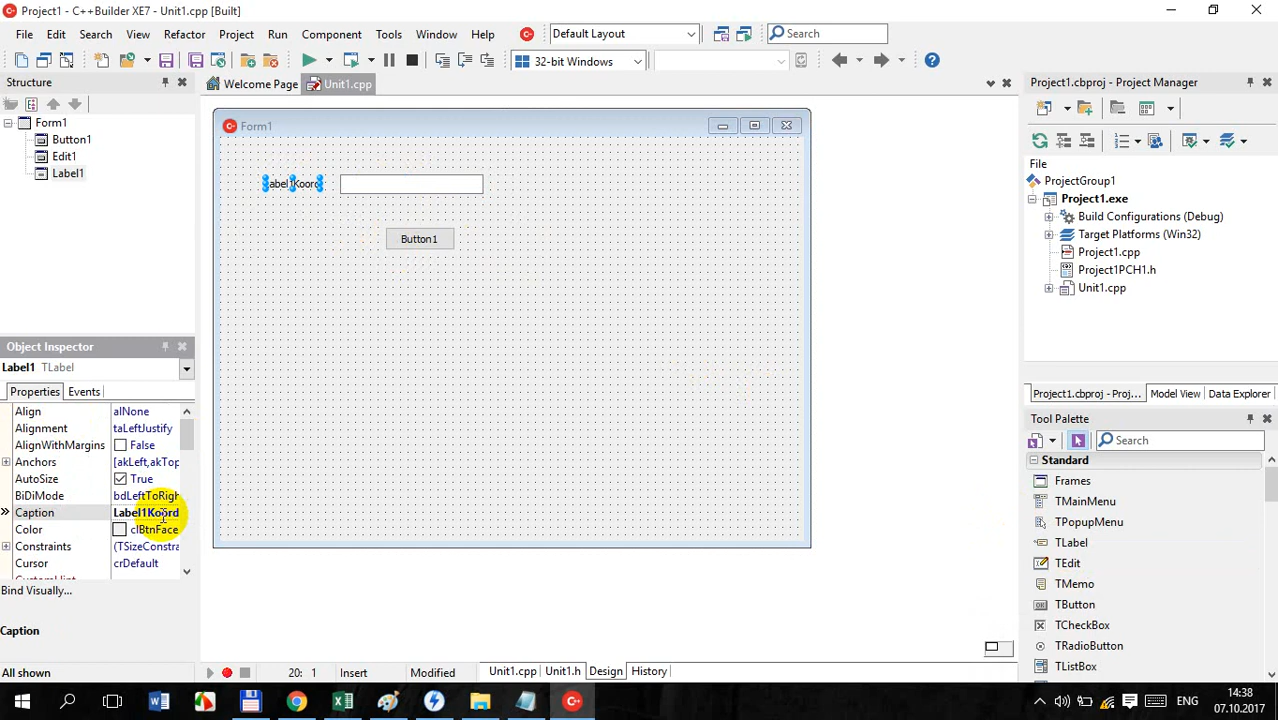 Project1 - C++Builder XE7 - Unit1.cpp [Built]
File Edit Search View Refactor Project Run Component Tools Window Help
Default Layout
Search
32-bit Windows
Structure
Welcome Page
Unit1.cpp
Form1
Button1
Edit1
Label1
Form1
Button1
Object Inspector
Label1 TLabel
Properties Events
Align alNone
Alignment taLeftJustify
AlignWithMargins False
Anchors [akLeft,akTop
AutoSize True
BiDiMode bdLeftToRigh
Caption Label1Koord
Color clBtnFace
Constraints (TSizeConstra
Cursor crDefault
Bind Visually...
Caption
All shown
20: 1 Insert Modified
Unit1.cpp Unit1.h Design History
Project1.cbproj - Project Manager
File
ProjectGroup1
Project1.exe
Build Configurations (Debug)
Target Platforms (Win32)
Project1.cpp
Project1PCH1.h
Unit1.cpp
Project1.cbproj - Proj... Model View Data Explorer
Tool Palette
Search
Standard
Frames
TMainMenu
TPopupMenu
TLabel
TEdit
TMemo
TButton
TCheckBox
TRadioButton
TListBox
ENG
14:38
07.10.2017